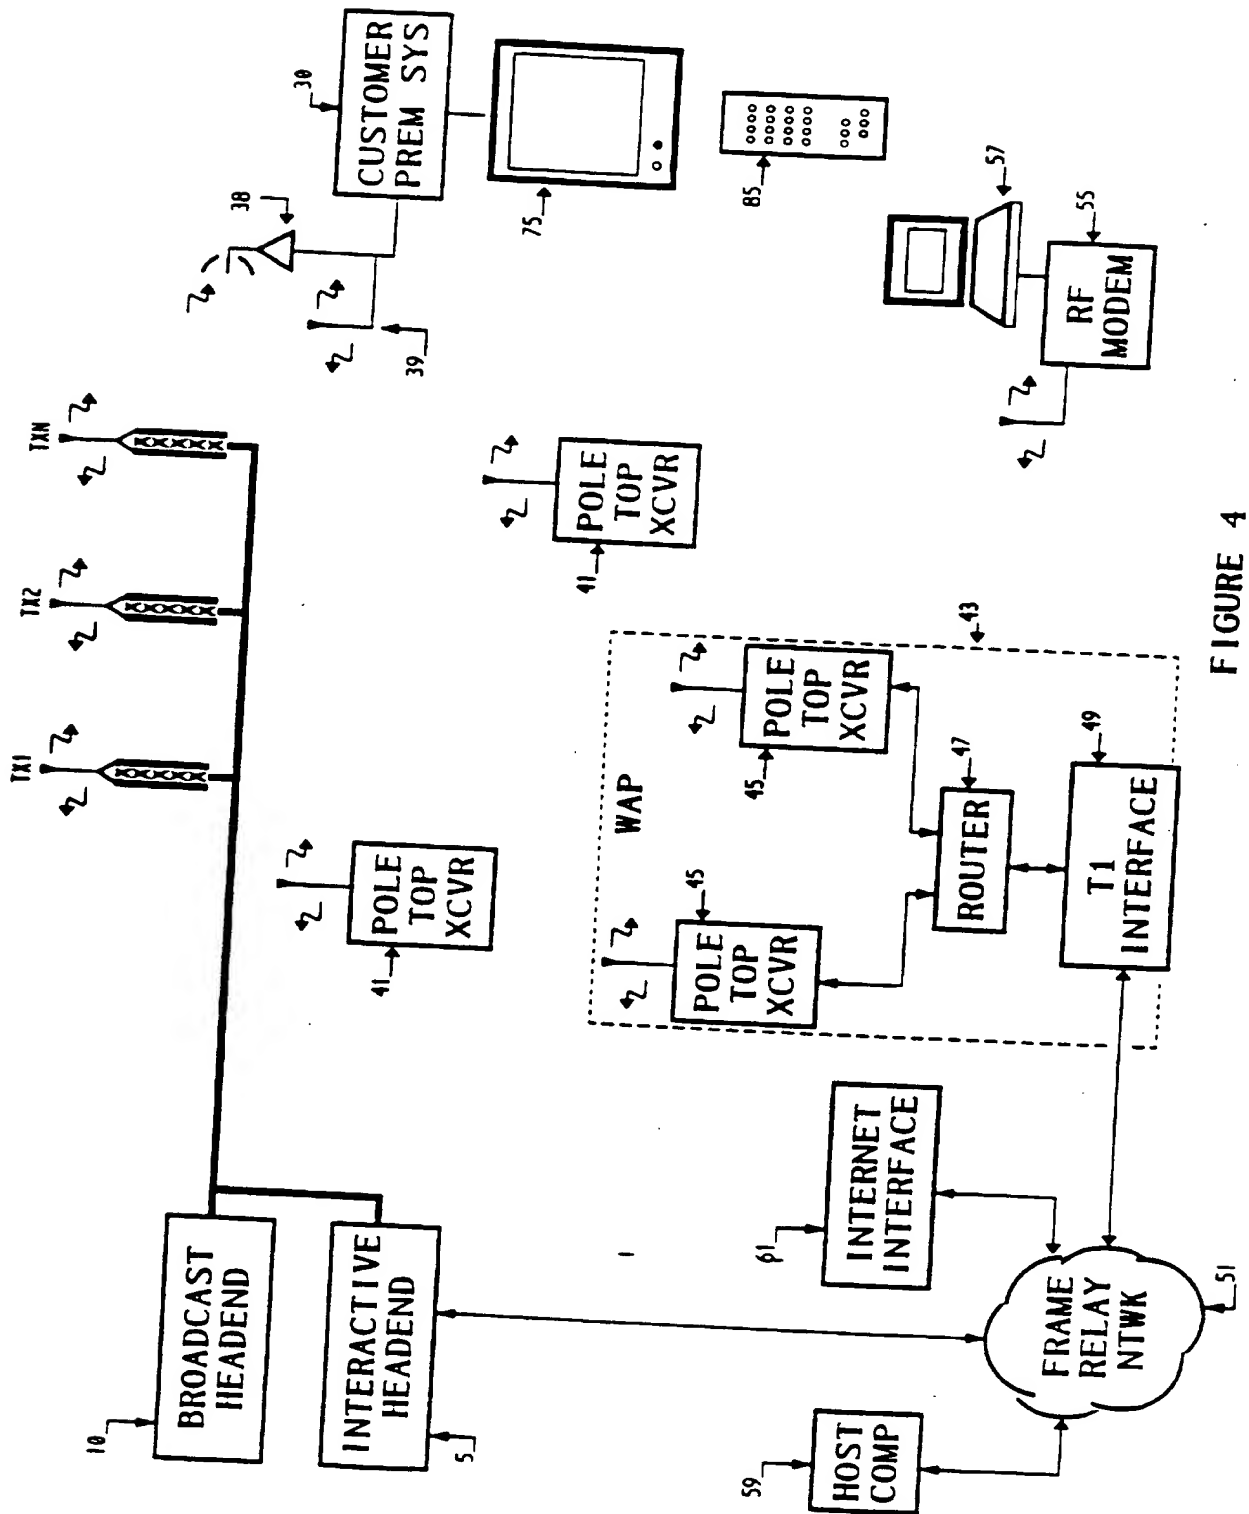 TX1
TX2
TXN
38
30
CUSTOMER
PREM SYS
39
75
85
10
BROADCAST
HEADEND
5
INTERACTIVE
HEADEND
41
POLE
TOP
XCVR
41
POLE
TOP
XCVR
57
55
RF
MODEM
WAP
43
45
POLE
TOP
XCVR
45
POLE
TOP
XCVR
47
ROUTER
49
T1
INTERFACE
61
INTERNET
INTERFACE
59
HOST
COMP
FRAME
RELAY
NTWK
51
FIGURE 4